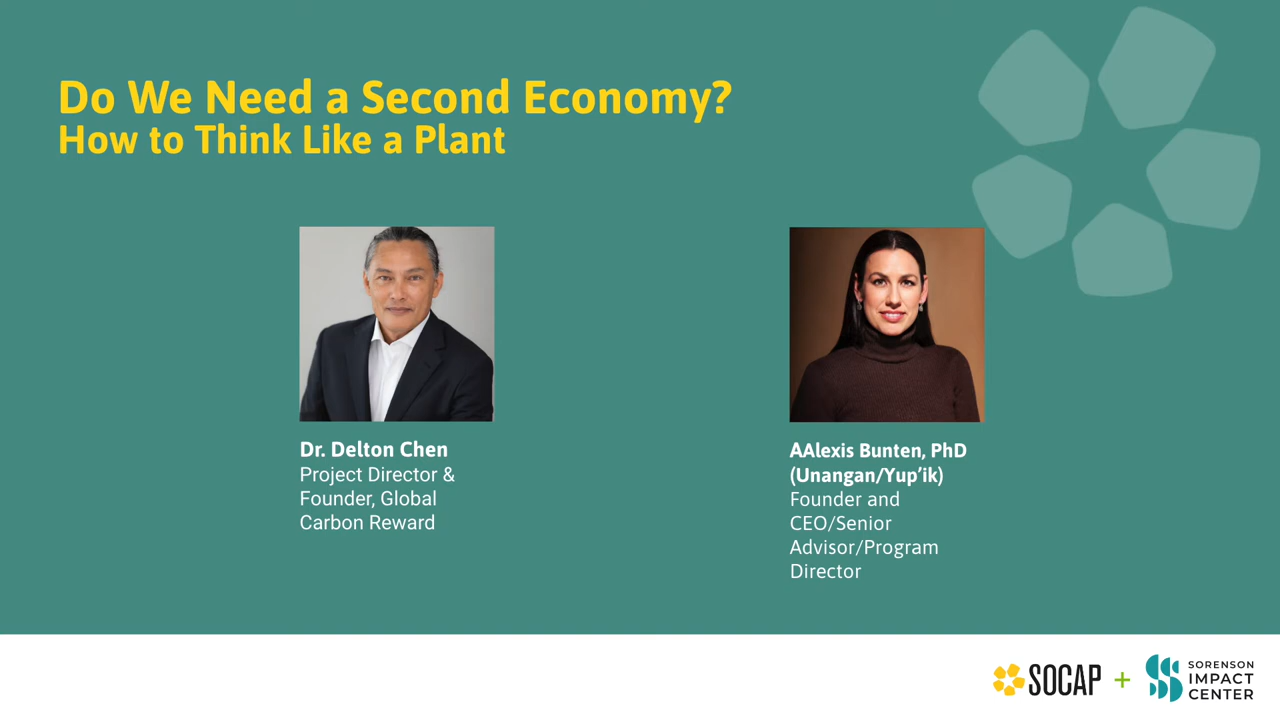 Do We Need a Second Economy?
How to Think Like a Plant
Dr. Delton Chen
Project Director &
Founder, Global
Carbon Reward
AAlexis Bunten, PhD
(Unangan/Yup’ik)
Founder and
CEO/Senior
Advisor/Program
Director
SOCAP + SORENSON
IMPACT
CENTER